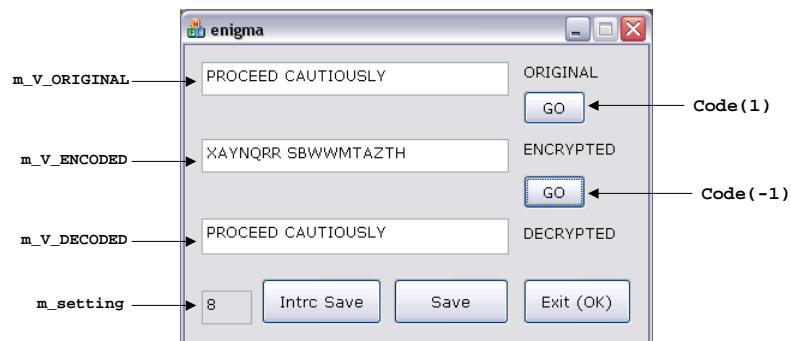 enigma
m_V_ORIGINAL
PROCEED CAUTIOUSLY
ORIGINAL
GO
Code(1)
m_V_ENCODED
XAYNQRR SBWWMTAZTH
ENCRYPTED
GO
Code(-1)
m_V_DECODED
PROCEED CAUTIOUSLY
DECRYPTED
m_setting
8
Intrc Save
Save
Exit (OK)